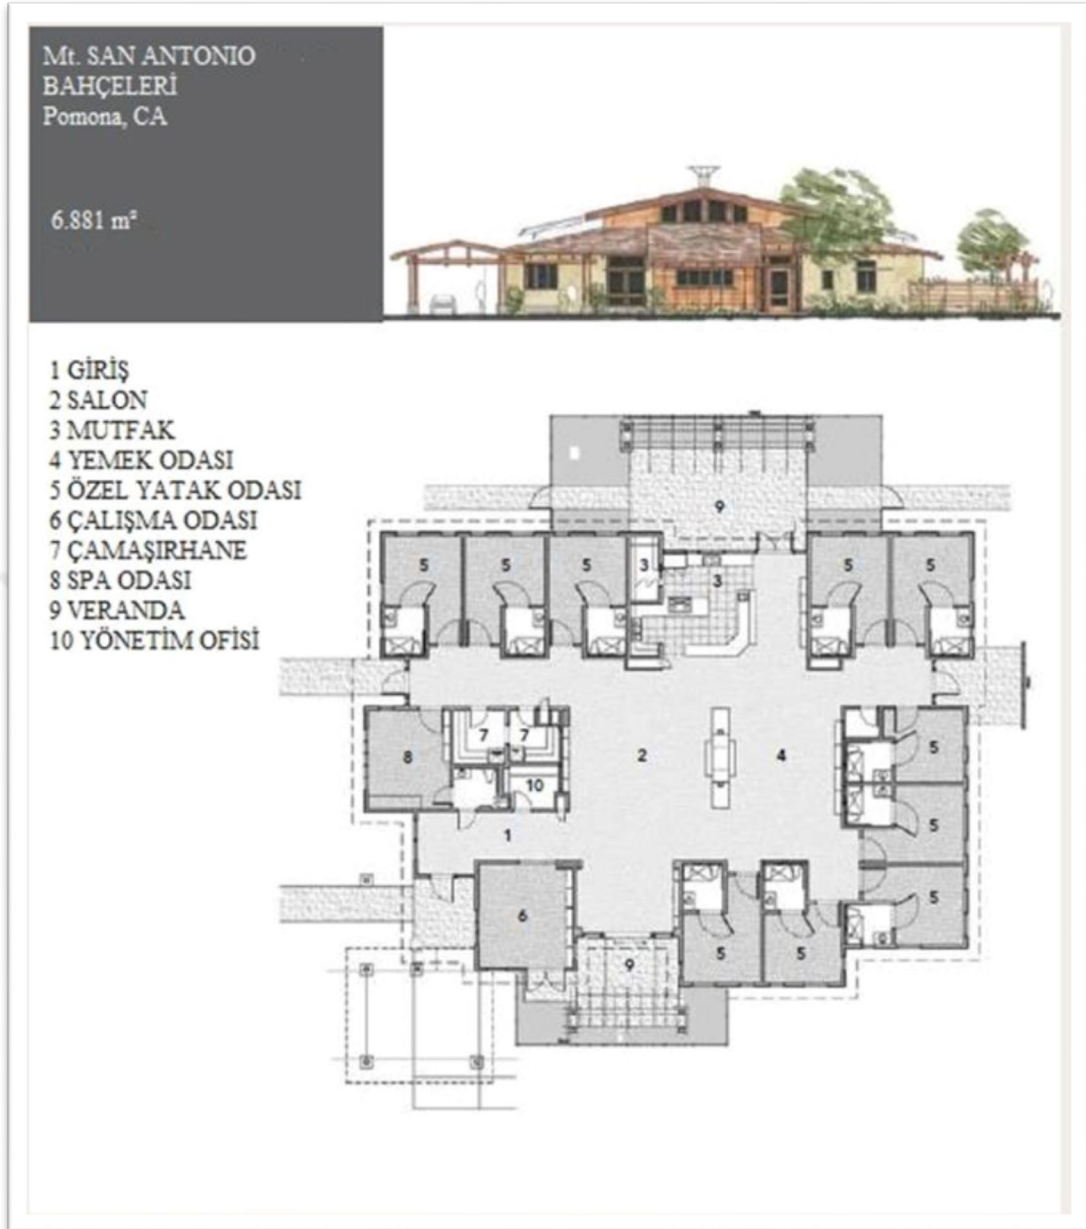 Mt. SAN ANTONIO
BAHÇELERİ
Pomona, CA
6.881 m²
1 GİRİŞ
2 SALON
3 MUTFAK
4 YEMEK ODASI
5 ÖZEL YATAK ODASI
6 ÇALIŞMA ODASI
7 ÇAMAŞIRHANE
8 SPA ODASI
9 VERANDA
10 YÖNETİM OFİSİ
9
5 5 5 3 3 5 5
7 7 5
8 2 4
10
5
1
5
6
5 5
9